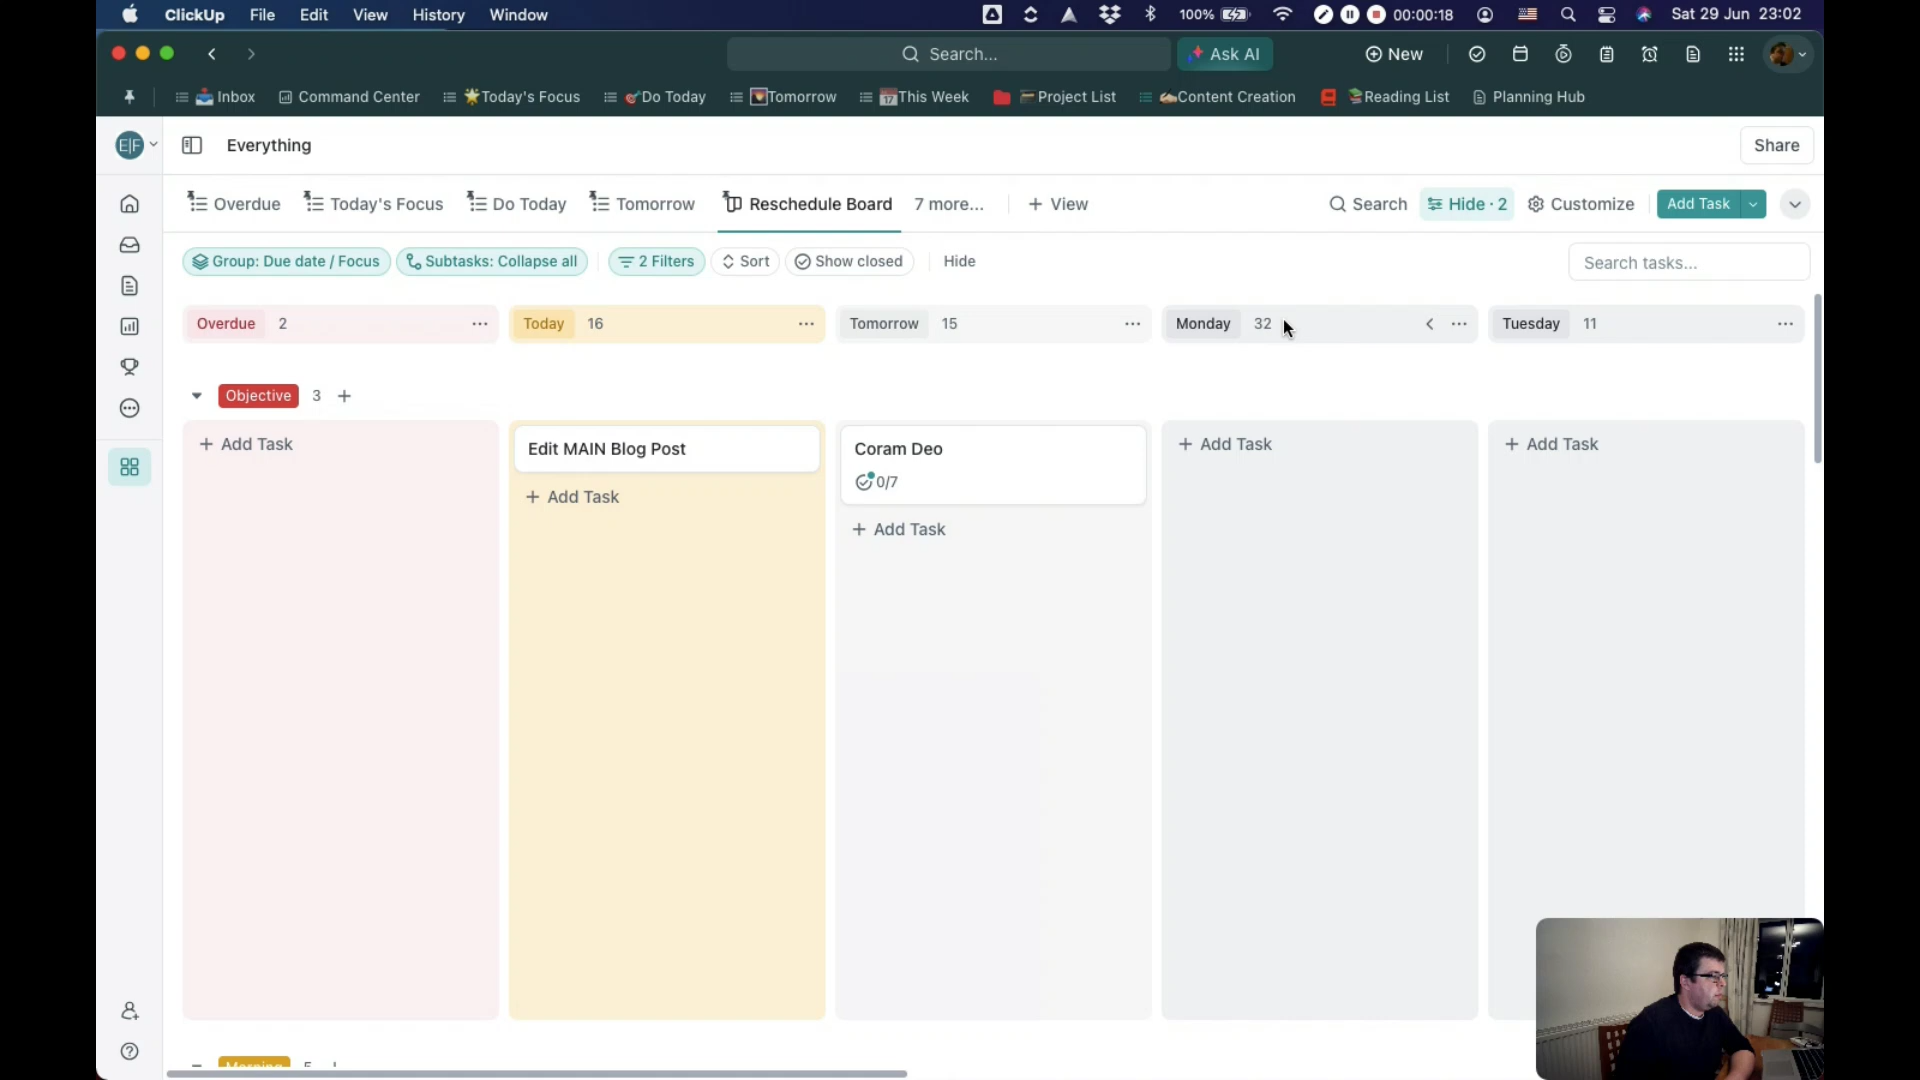 ClickUp File Edit View History Window 100% 00:00:18 Sat 29 Jun 23:02
Search... Ask AI New
Inbox Command Center Today's Focus Do Today Tomorrow 17 This Week Project List Content Creation Reading List Planning Hub
E|F Everything Share
Overdue Today's Focus Do Today Tomorrow Reschedule Board 7 more... + View Search Hide · 2 Customize Add Task
Group: Due date / Focus Subtasks: Collapse all 2 Filters Sort Show closed Hide Search tasks...
Overdue 2 ... Today 16 ... Tomorrow 15 ... Monday 32 ... Tuesday 11 ...
Objective 3 +
+ Add Task Edit MAIN Blog Post Coram Deo + Add Task + Add Task
0/7
+ Add Task
+ Add Task
Morning 5